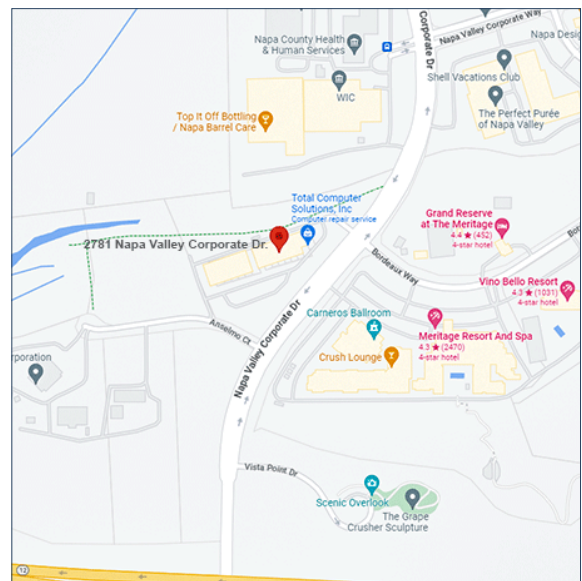 Corporate Dr
Napa Valley Corporate Way
Napa County Health
& Human Services
Napa Desig
Shell Vacations Club
WIC
The Perfect Purée
of Napa Valley
Top It Off Bottling
/ Napa Barrel Care
Total Computer
Solutions, Inc
Computer repair service
2781 Napa Valley Corporate Dr.
Grand Reserve
at The Meritage
4.4 ★ (452)
4-star hotel
Bordeaux Way
Bor
Vino Bello Resort
4.3 ★ (1031)
4-star hotel
Napa Valley Corporate Dr
Anselmo Ct
Carneros Ballroom
Meritage Resort And Spa
4.3 ★ (2470)
4-star hotel
Crush Lounge
rporation
Vista Point Dr
Scenic Overlook
The Grape
Crusher Sculpture
12